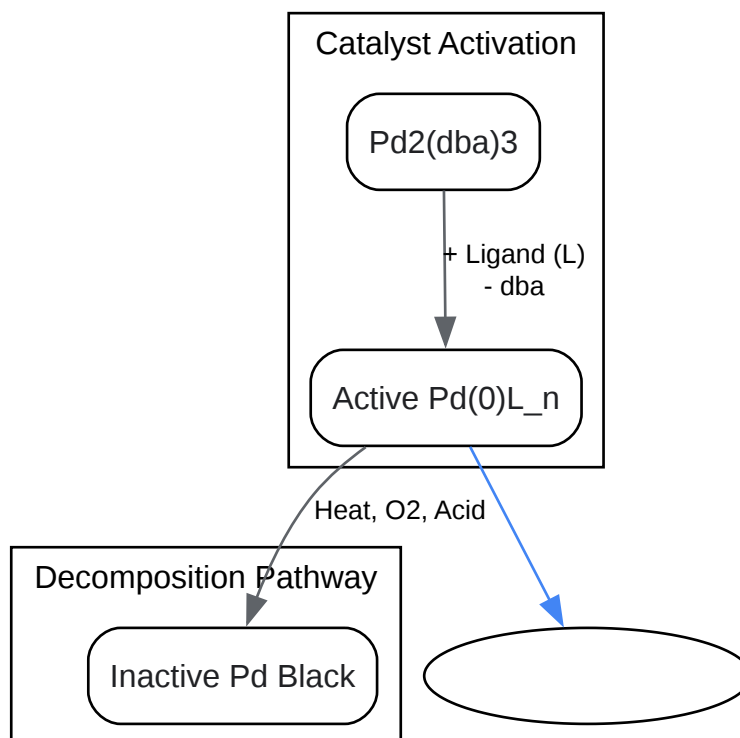 Catalyst Activation
Pd2(dba)3
+ Ligand (L)
- dba
Active Pd(0)L_n
Heat, O2, Acid
Decomposition Pathway
Inactive Pd Black